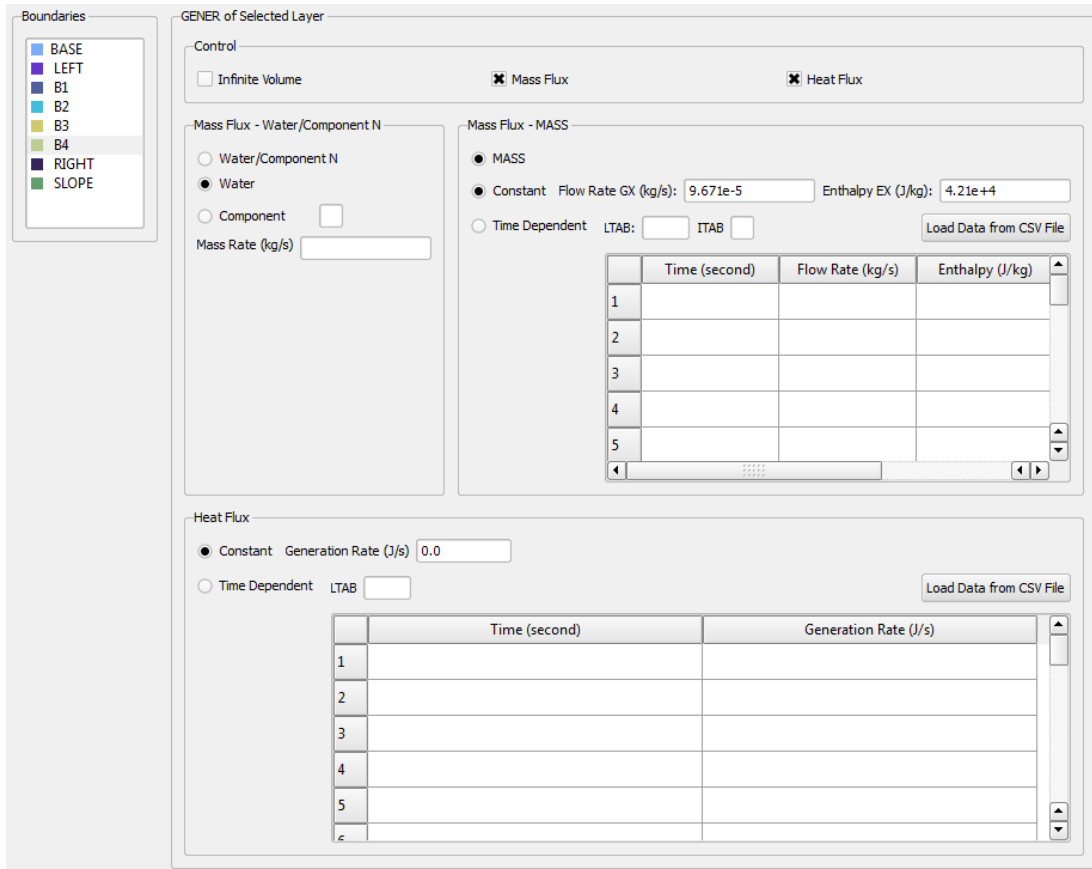 Boundaries
BASE
LEFT
B1
B2
B3
B4
RIGHT
SLOPE
GENER of Selected Layer
Control
Infinite Volume Mass Flux Heat Flux
Mass Flux - Water/Component N
Water/Component N
Water
Component
Mass Rate (kg/s)
Mass Flux - MASS
MASS
Constant Flow Rate GX (kg/s): 9.671e-5 Enthalpy EX (J/kg): 4.21e+4
Time Dependent LTAB: ITAB Load Data from CSV File
Time (second) Flow Rate (kg/s) Enthalpy (J/kg)
1
2
3
4
5
Heat Flux
Constant Generation Rate (J/s) 0.0
Time Dependent LTAB Load Data from CSV File
Time (second) Generation Rate (J/s)
1
2
3
4
5